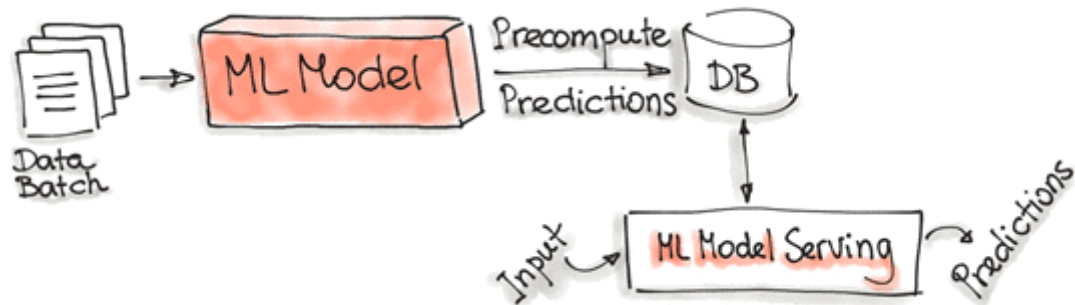 ML Model
Precompute
Predictions
DB
Data
Batch
Input
ML Model Serving
Predictions